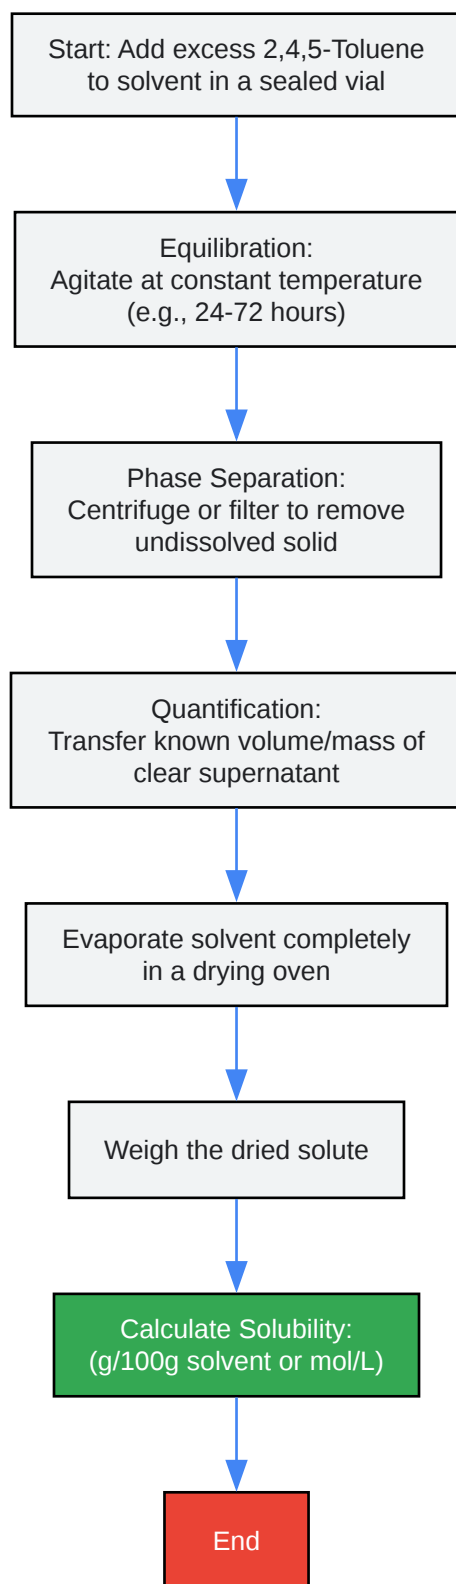 Start: Add excess 2,4,5-Toluene
to solvent in a sealed vial
Equilibration:
Agitate at constant temperature
(e.g., 24-72 hours)
Phase Separation:
Centrifuge or filter to remove
undissolved solid
Quantification:
Transfer known volume/mass of
clear supernatant
Evaporate solvent completely
in a drying oven
Weigh the dried solute
Calculate Solubility:
(g/100g solvent or mol/L)
End